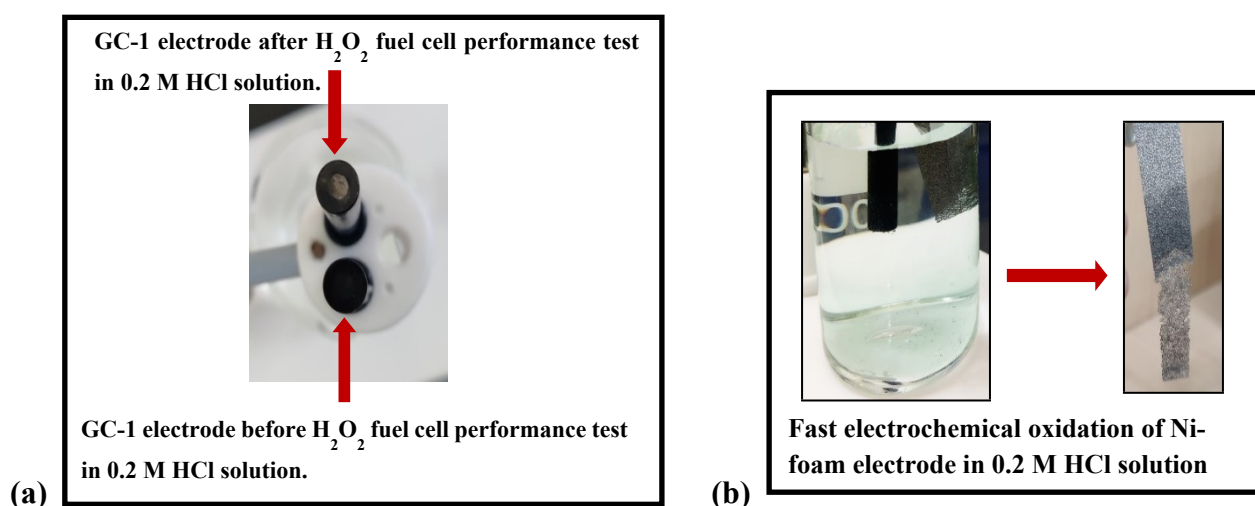 GC-1 electrode after H2O2 fuel cell performance test
in 0.2 M HCl solution.
GC-1 electrode before H2O2 fuel cell performance test
in 0.2 M HCl solution.
(a)
Fast electrochemical oxidation of Ni-
foam electrode in 0.2 M HCl solution
(b)